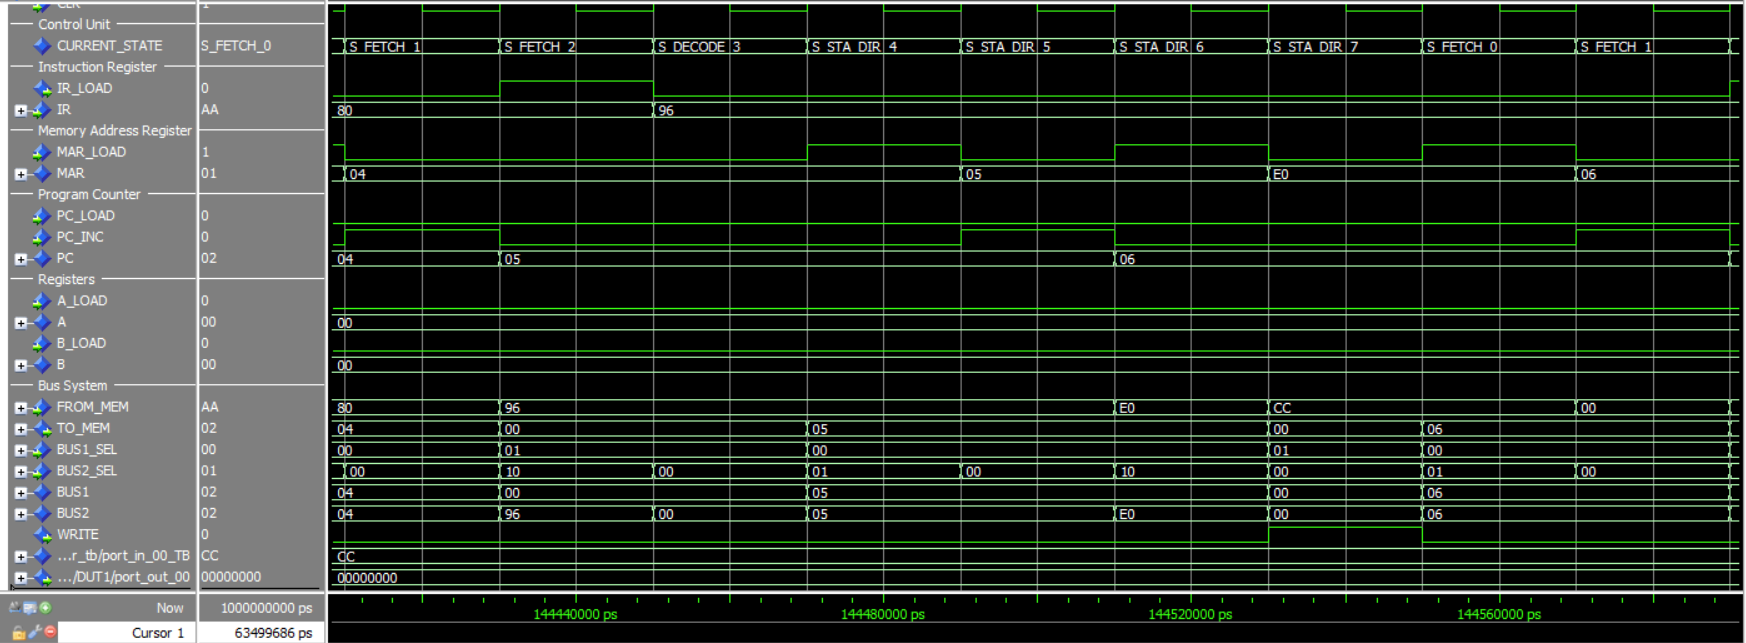 CLK 1
Control Unit
CURRENT_STATE S_FETCH_0 S_FETCH_1 S_FETCH_2 S_DECODE_3 S_STA_DIR_4 S_STA_DIR_5 S_STA_DIR_6 S_STA_DIR_7 S_FETCH_0 S_FETCH_1
Instruction Register
IR_LOAD 0
IR AA 80 96
Memory Address Register
MAR_LOAD 1
MAR 01 04 05 E0 06
Program Counter
PC_LOAD 0
PC_INC 0
PC 02 04 05 06
Registers
A_LOAD 0
A 00 00
B_LOAD 0
B 00 00
Bus System
FROM_MEM AA 80 96 E0 CC 00
TO_MEM 02 04 00 05 00 06
BUS1_SEL 00 00 01 00 01 00
BUS2_SEL 01 00 10 00 01 00 10 00 01 00
BUS1 02 04 00 05 00 06
BUS2 02 04 96 00 05 E0 00 06
WRITE 0
...r_tb/port_in_00_TB CC CC
.../DUT1/port_out_00 00000000 00000000
Now 1000000000 ps 144440000 ps 144480000 ps 144520000 ps 144560000 ps
Cursor 1 63499686 ps